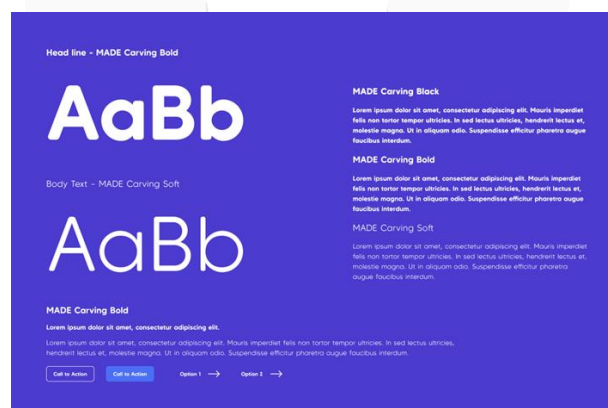 Head line - MADE Carving Bold
AaBb
Body Text - MADE Carving Soft
AaBb
MADE Carving Black
Lorem ipsum dolor sit amet, consectetur adipiscing elit. Mauris imperdiet
felis non tortor tempor ultricies. In sed lectus ultricies, hendrerit lectus et,
molestie magna. Ut in aliquam odio. Suspendisse efficitur pharetra augue
faucibus interdum.
MADE Carving Bold
Lorem ipsum dolor sit amet, consectetur adipiscing elit. Mauris imperdiet
felis non tortor tempor ultricies. In sed lectus ultricies, hendrerit lectus et,
molestie magna. Ut in aliquam odio. Suspendisse efficitur pharetra augue
faucibus interdum.
MADE Carving Soft
Lorem ipsum dolor sit amet, consectetur adipiscing elit. Mauris imperdiet
felis non tortor tempor ultricies. In sed lectus ultricies, hendrerit lectus et,
molestie magna. Ut in aliquam odio. Suspendisse efficitur pharetra
augue faucibus interdum.
MADE Carving Bold
Lorem ipsum dolor sit amet, consectetur adipiscing elit.
Lorem ipsum dolor sit amet, consectetur adipiscing elit. Mauris imperdiet felis non tortor tempor ultricies. In sed lectus ultricies,
hendrerit lectus et, molestie magna. Ut in aliquam odio. Suspendisse efficitur pharetra augue faucibus interdum.
Call to Action Call to Action Option 1 Option 2